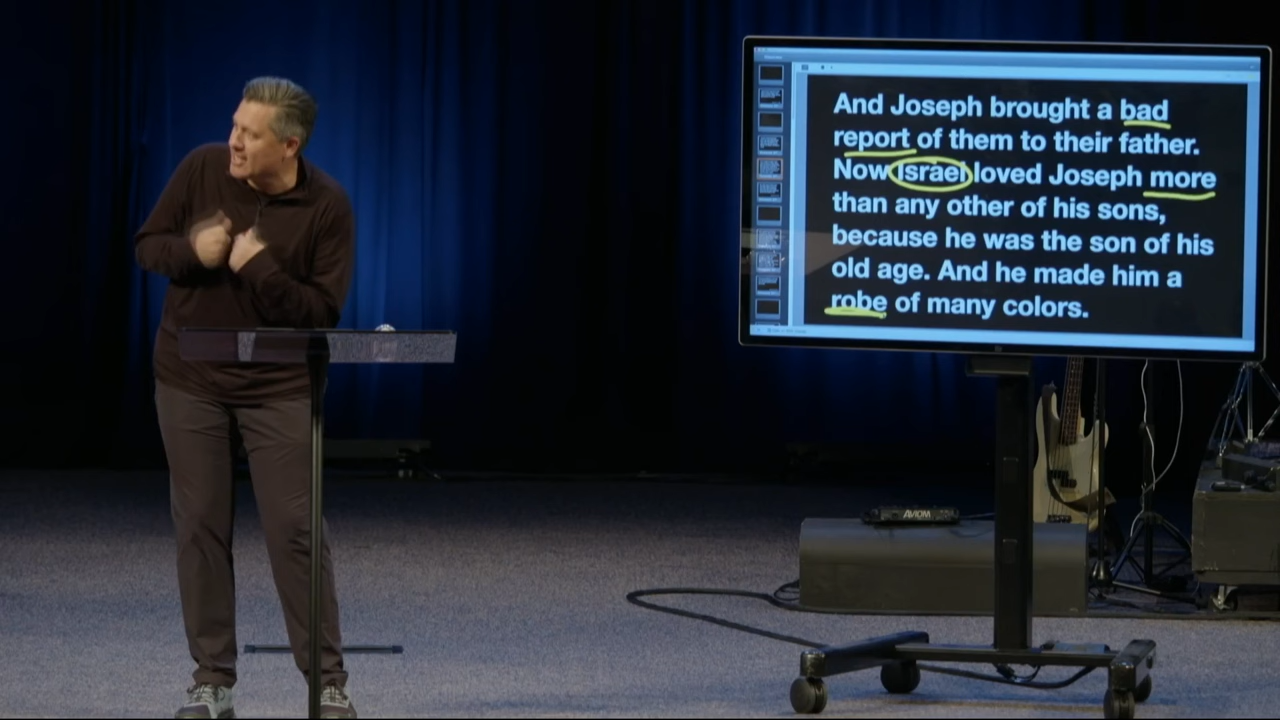 And Joseph brought a bad
report of them to their father.
Now Israel loved Joseph more
than any other of his sons,
because he was the son of his
old age. And he made him a
robe of many colors.
AVIOM